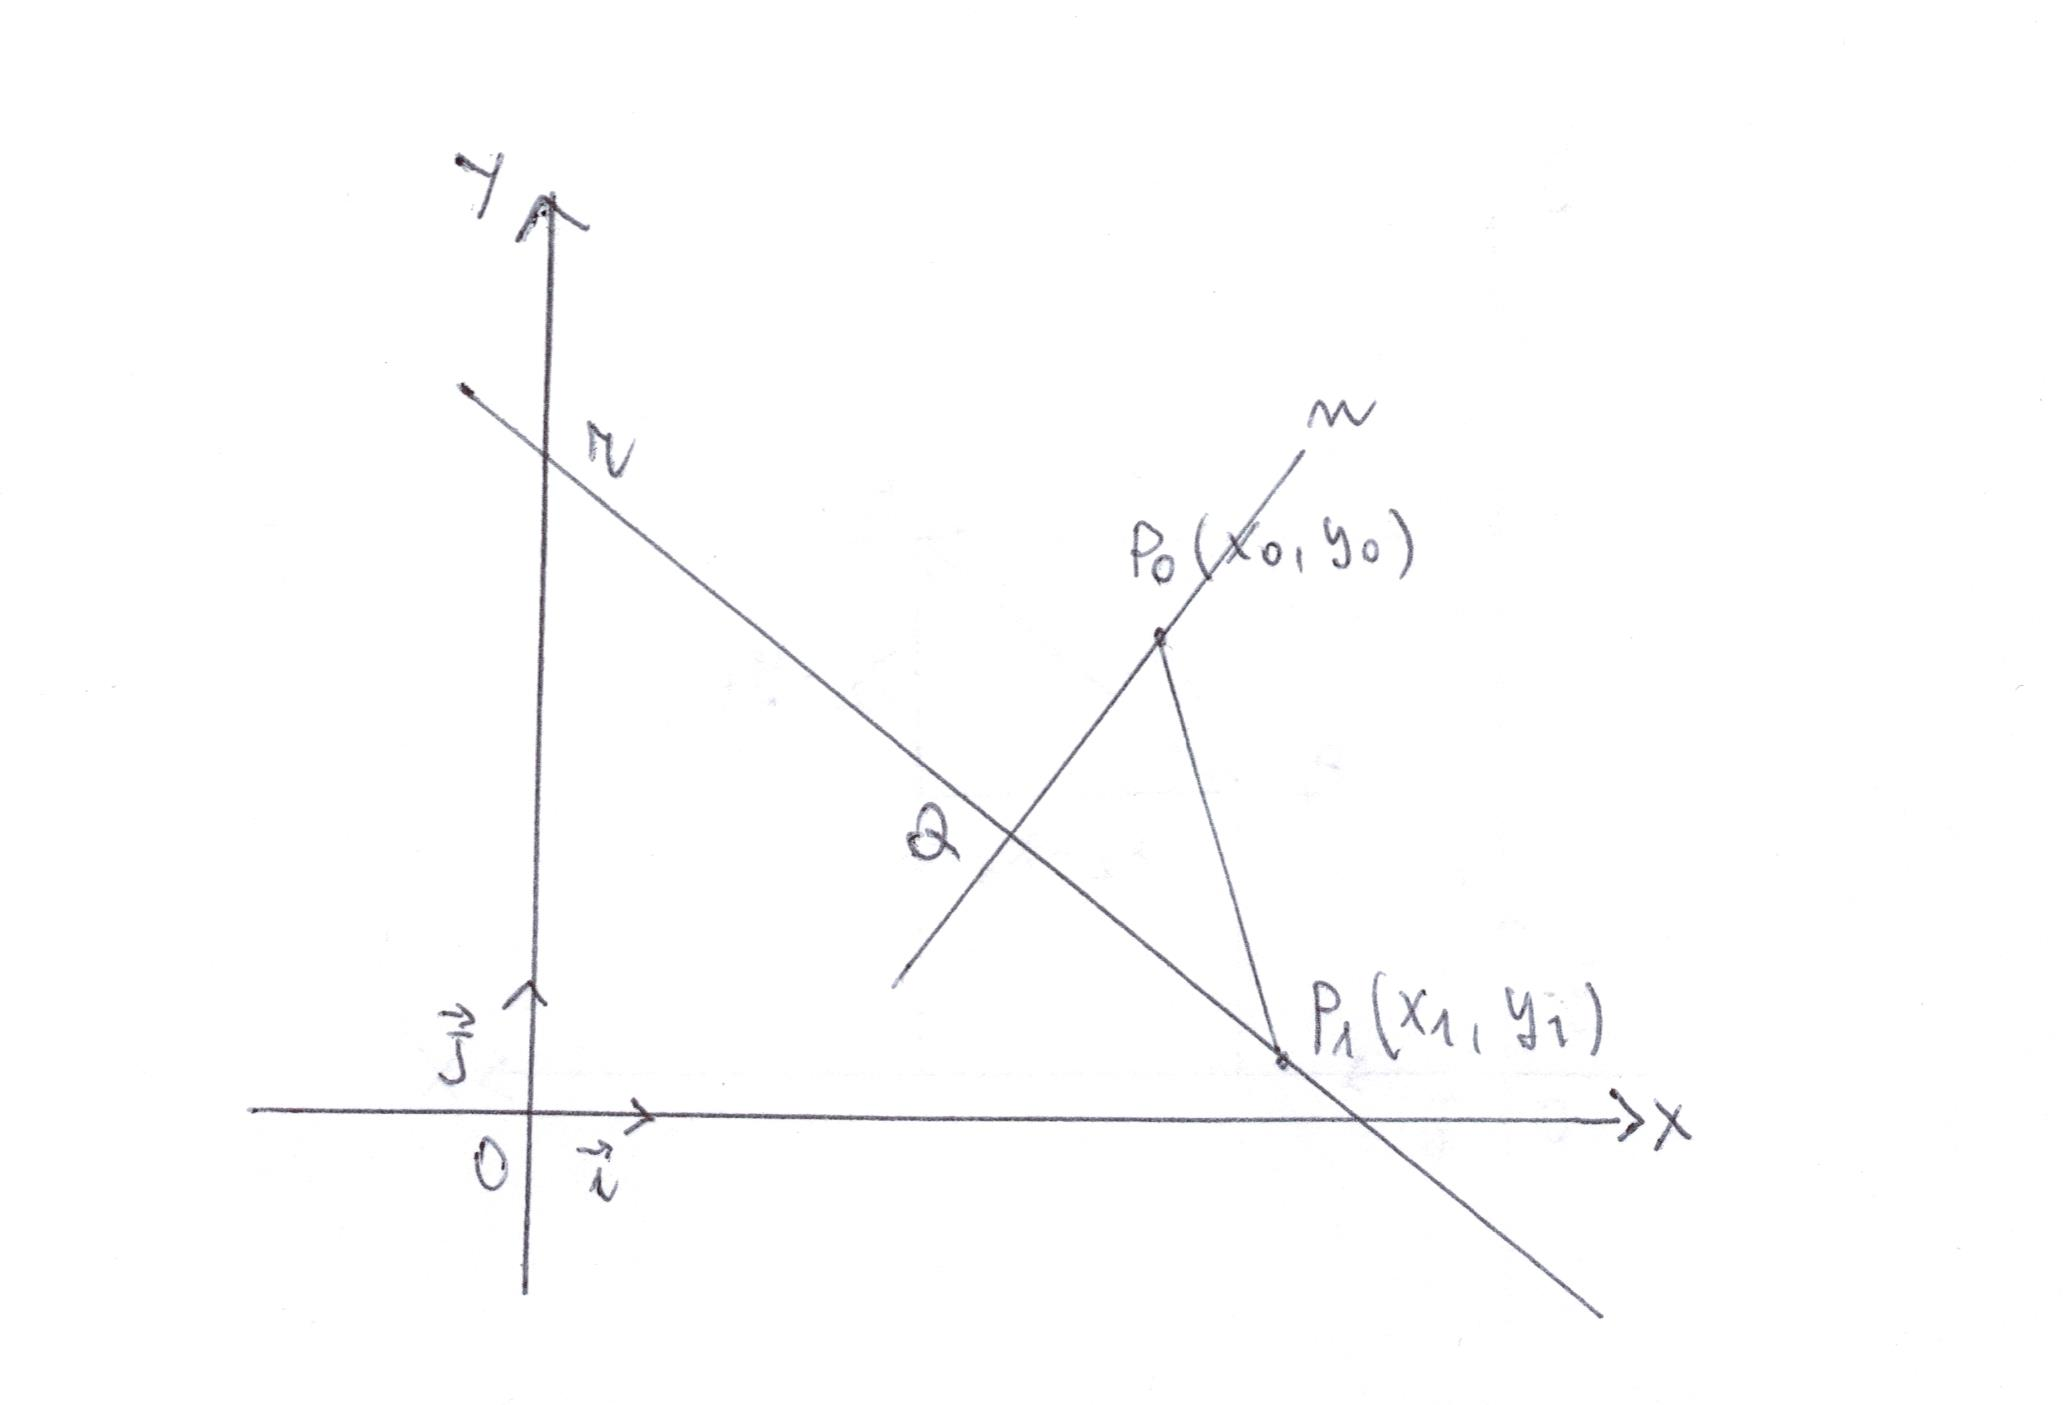 y
r
n
P₀(x₀, y₀)
Q
P₁(x₁, y₁)
j⃗
x
O
i⃗